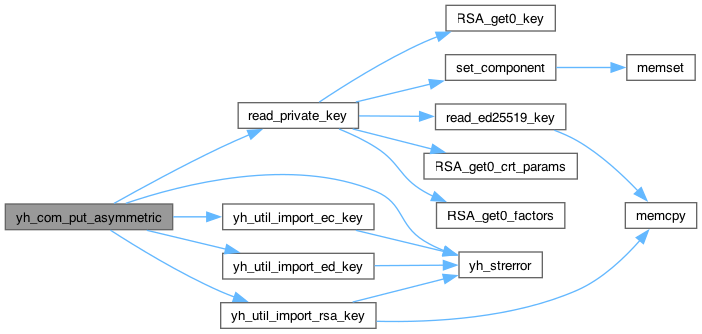 RSA_get0_key
set_component
memset
read_private_key
read_ed25519_key
RSA_get0_crt_params
RSA_get0_factors
yh_com_put_asymmetric
yh_util_import_ec_key
memcpy
yh_util_import_ed_key
yh_strerror
yh_util_import_rsa_key